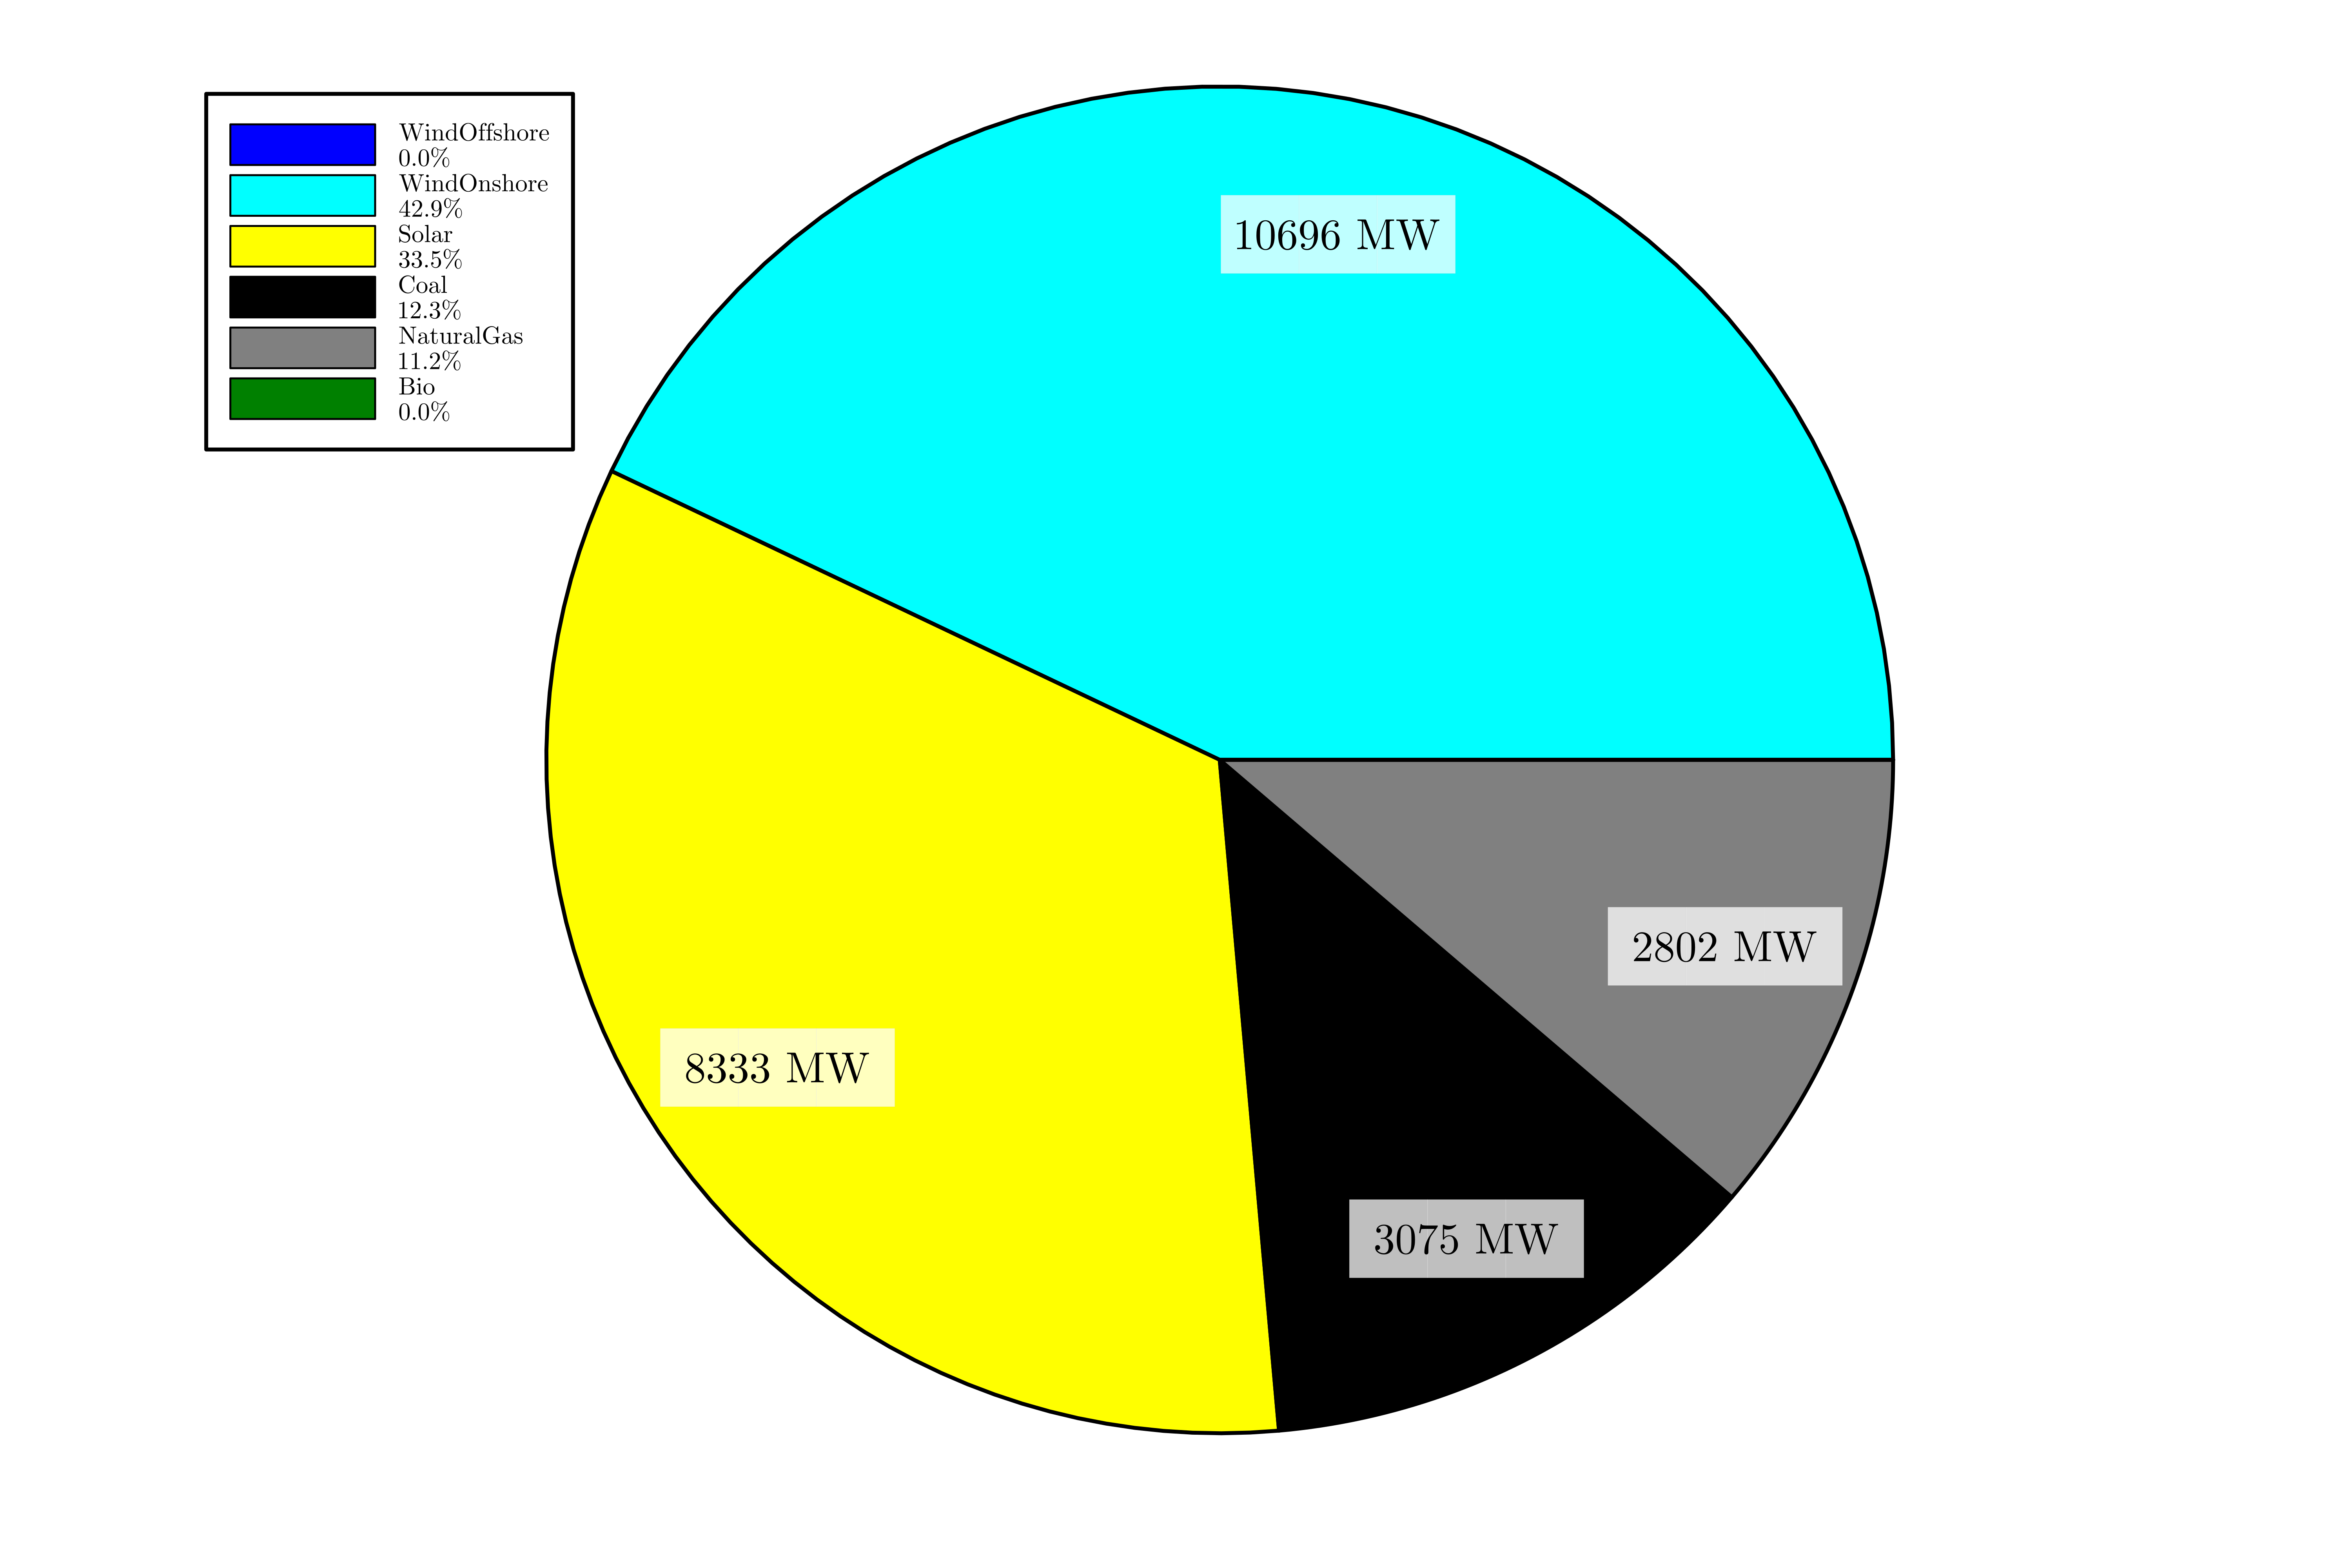 WindOffshore
0.0%
WindOnshore
42.9%
Solar
33.5%
Coal
12.3%
NaturalGas
11.2%
Bio
0.0%
10696 MW
2802 MW
8333 MW
3075 MW